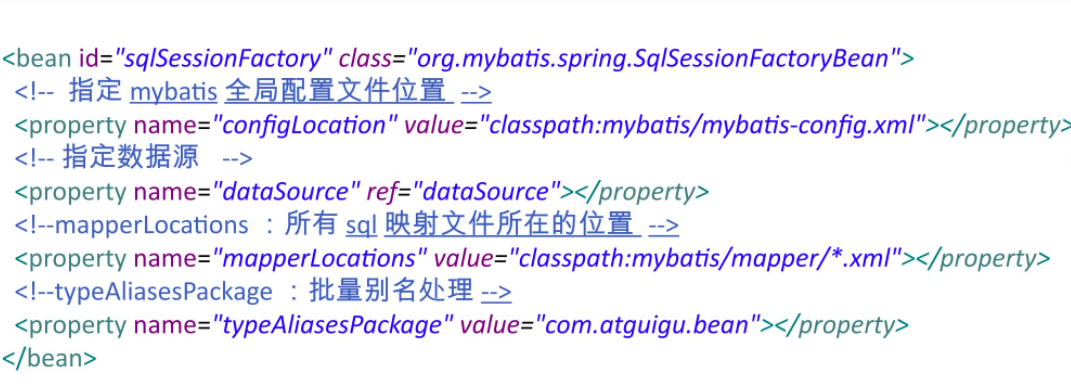 <bean id="sqlSessionFactory" class="org.mybatis.spring.SqlSessionFactoryBean">
<!-- 指定 mybatis 全局配置文件位置 -->
<property name="configLocation" value="classpath:mybatis/mybatis-config.xml"></property>
<!-- 指定数据源 -->
<property name="dataSource" ref="dataSource"></property>
<!--mapperLocations ：所有 sql 映射文件所在的位置 -->
<property name="mapperLocations" value="classpath:mybatis/mapper/*.xml"></property>
<!--typeAliasesPackage ：批量别名处理 -->
<property name="typeAliasesPackage" value="com.atguigu.bean"></property>
</bean>